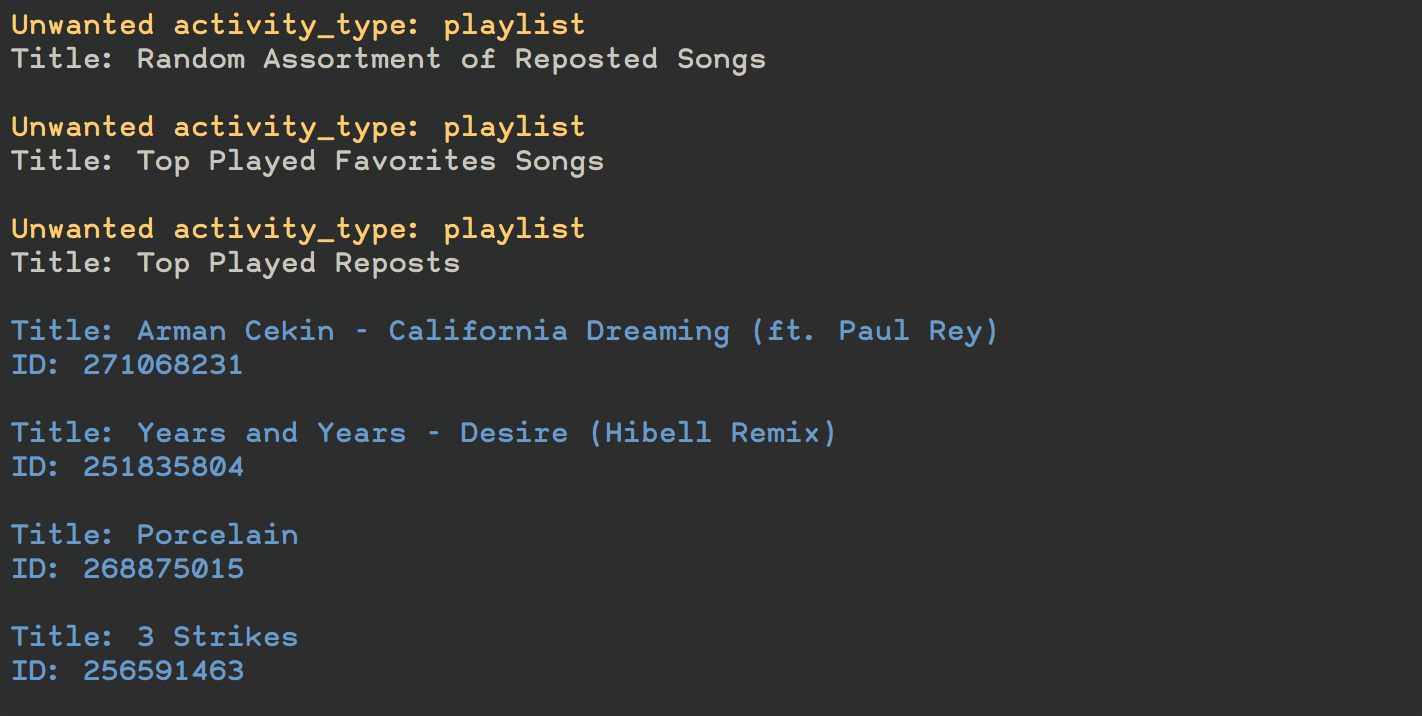 Unwanted activity_type: playlist
Title: Random Assortment of Reposted Songs
Unwanted activity_type: playlist
Title: Top Played Favorites Songs
Unwanted activity_type: playlist
Title: Top Played Reposts
Title: Arman Cekin - California Dreaming (ft. Paul Rey)
ID: 271068231
Title: Years and Years - Desire (Hibell Remix)
ID: 251835804
Title: Porcelain
ID: 268875015
Title: 3 Strikes
ID: 256591463